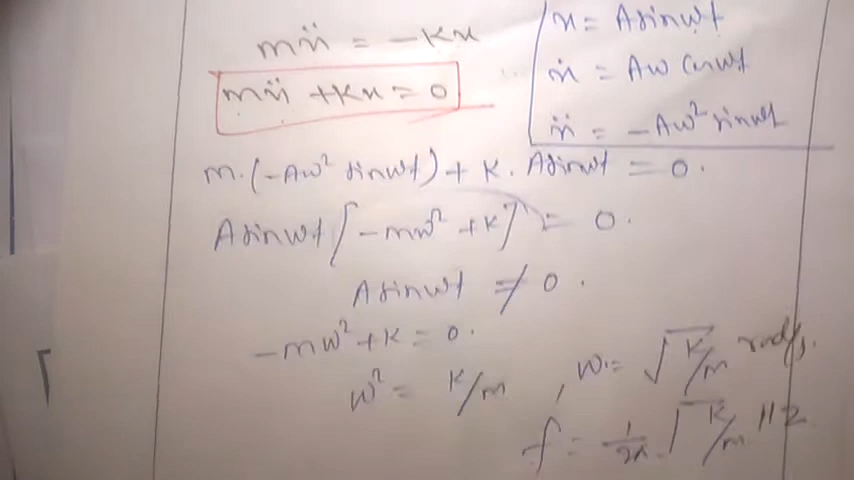 mẍ = -Kx
mẍ + Kx = 0
x = A sinωt
ẋ = Aω cosωt
ẍ = -Aω² sinωt
m.(-Aω² sinωt) + K. A sinωt = 0.
A sinωt [-mω² + K] = 0.
A sinωt ≠ 0.
-mω² + K = 0.
ω² = K/m, ω = √K/m rad/s.
f = 1/2π √K/m Hz